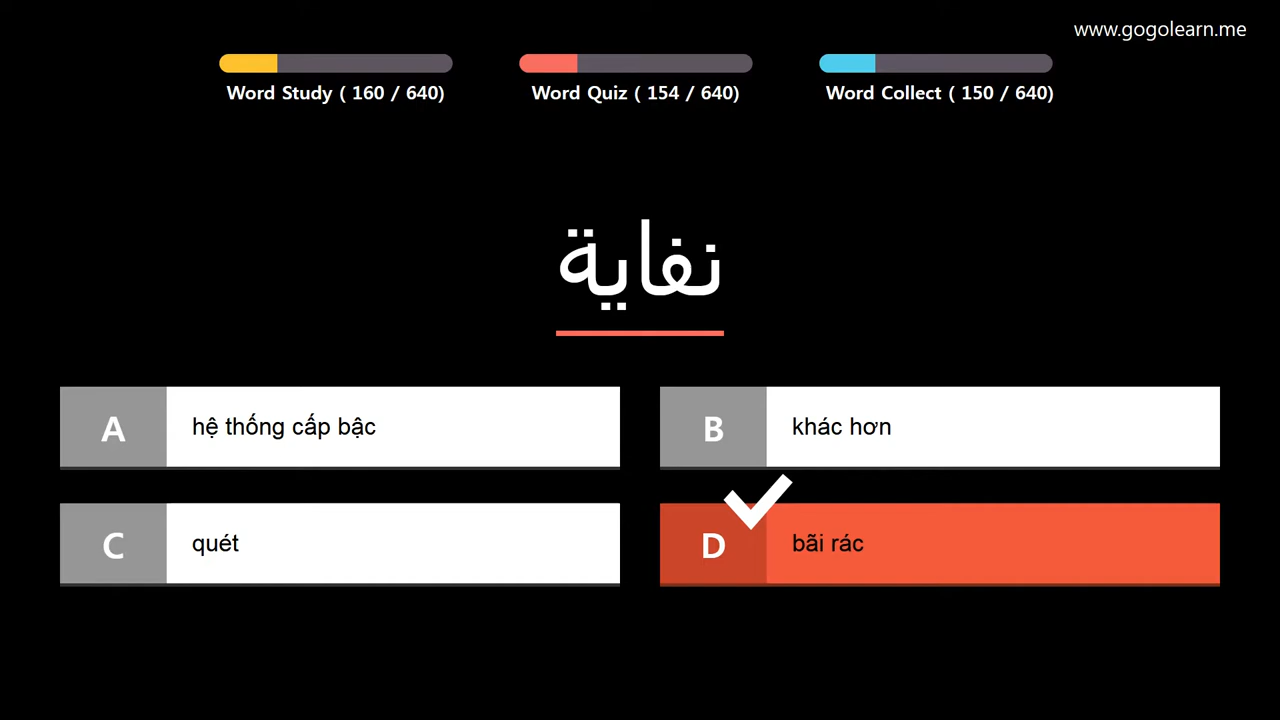 www.gogolearn.me
Word Study ( 160 / 640)
Word Quiz ( 154 / 640)
Word Collect ( 150 / 640)
نفاية
A
hệ thống cấp bậc
B
khác hơn
C
quét
D
bãi rác